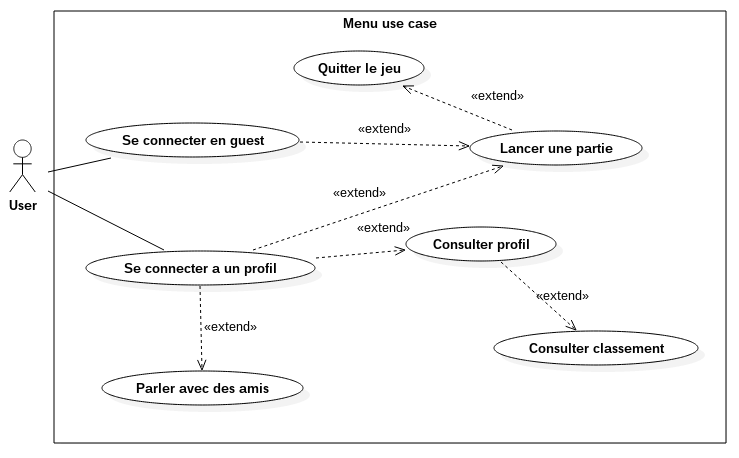 Menu use case
Quitter le jeu
«extend»
Se connecter en guest
«extend»
Lancer une partie
User
«extend»
«extend»
Consulter profil
Se connecter a un profil
«extend»
«extend»
Consulter classement
Parler avec des amis